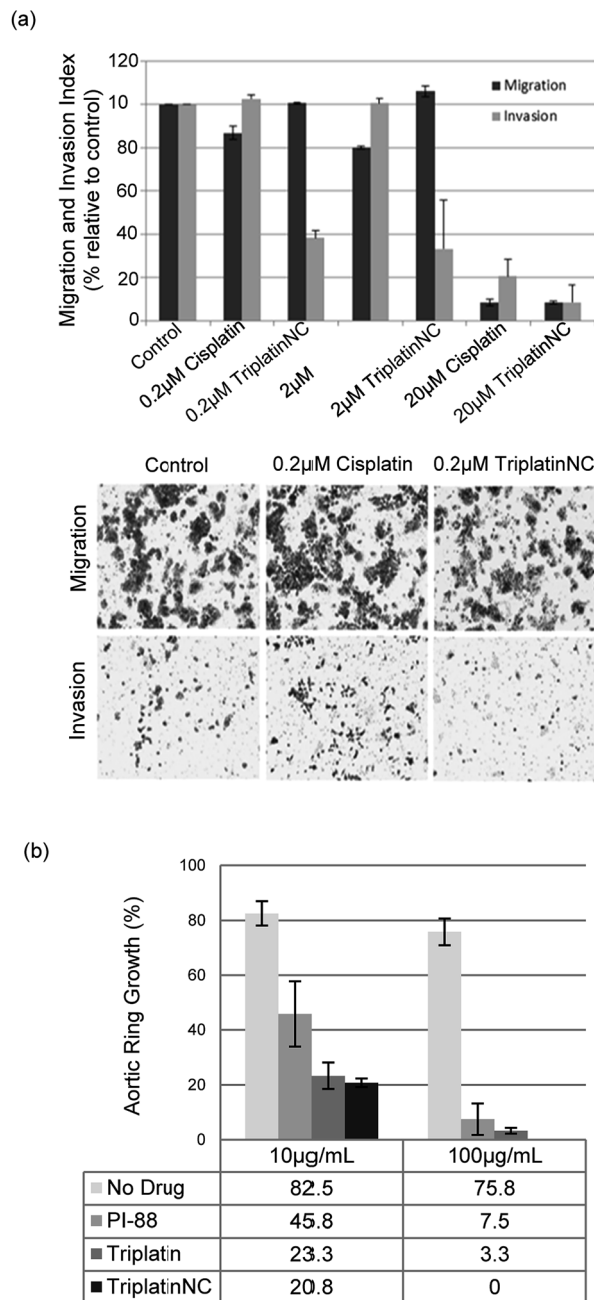 (a)
Migration and Invasion Index
(% relative to control)
120
100
80
60
40
20
0
Migration
Invasion
Control
0.2µM Cisplatin
0.2µM TriplatinNC
2µM
2µM TriplatinNC
20µM Cisplatin
20µM TriplatinNC
Control
0.2µM Cisplatin
0.2µM TriplatinNC
Migration
Invasion
(b)
Aortic Ring Growth (%)
100
80
60
40
20
0
10µg/mL
100µg/mL
No Drug
82.5
75.8
PI-88
45.8
7.5
Triplatin
23.3
3.3
TriplatinNC
20.8
0